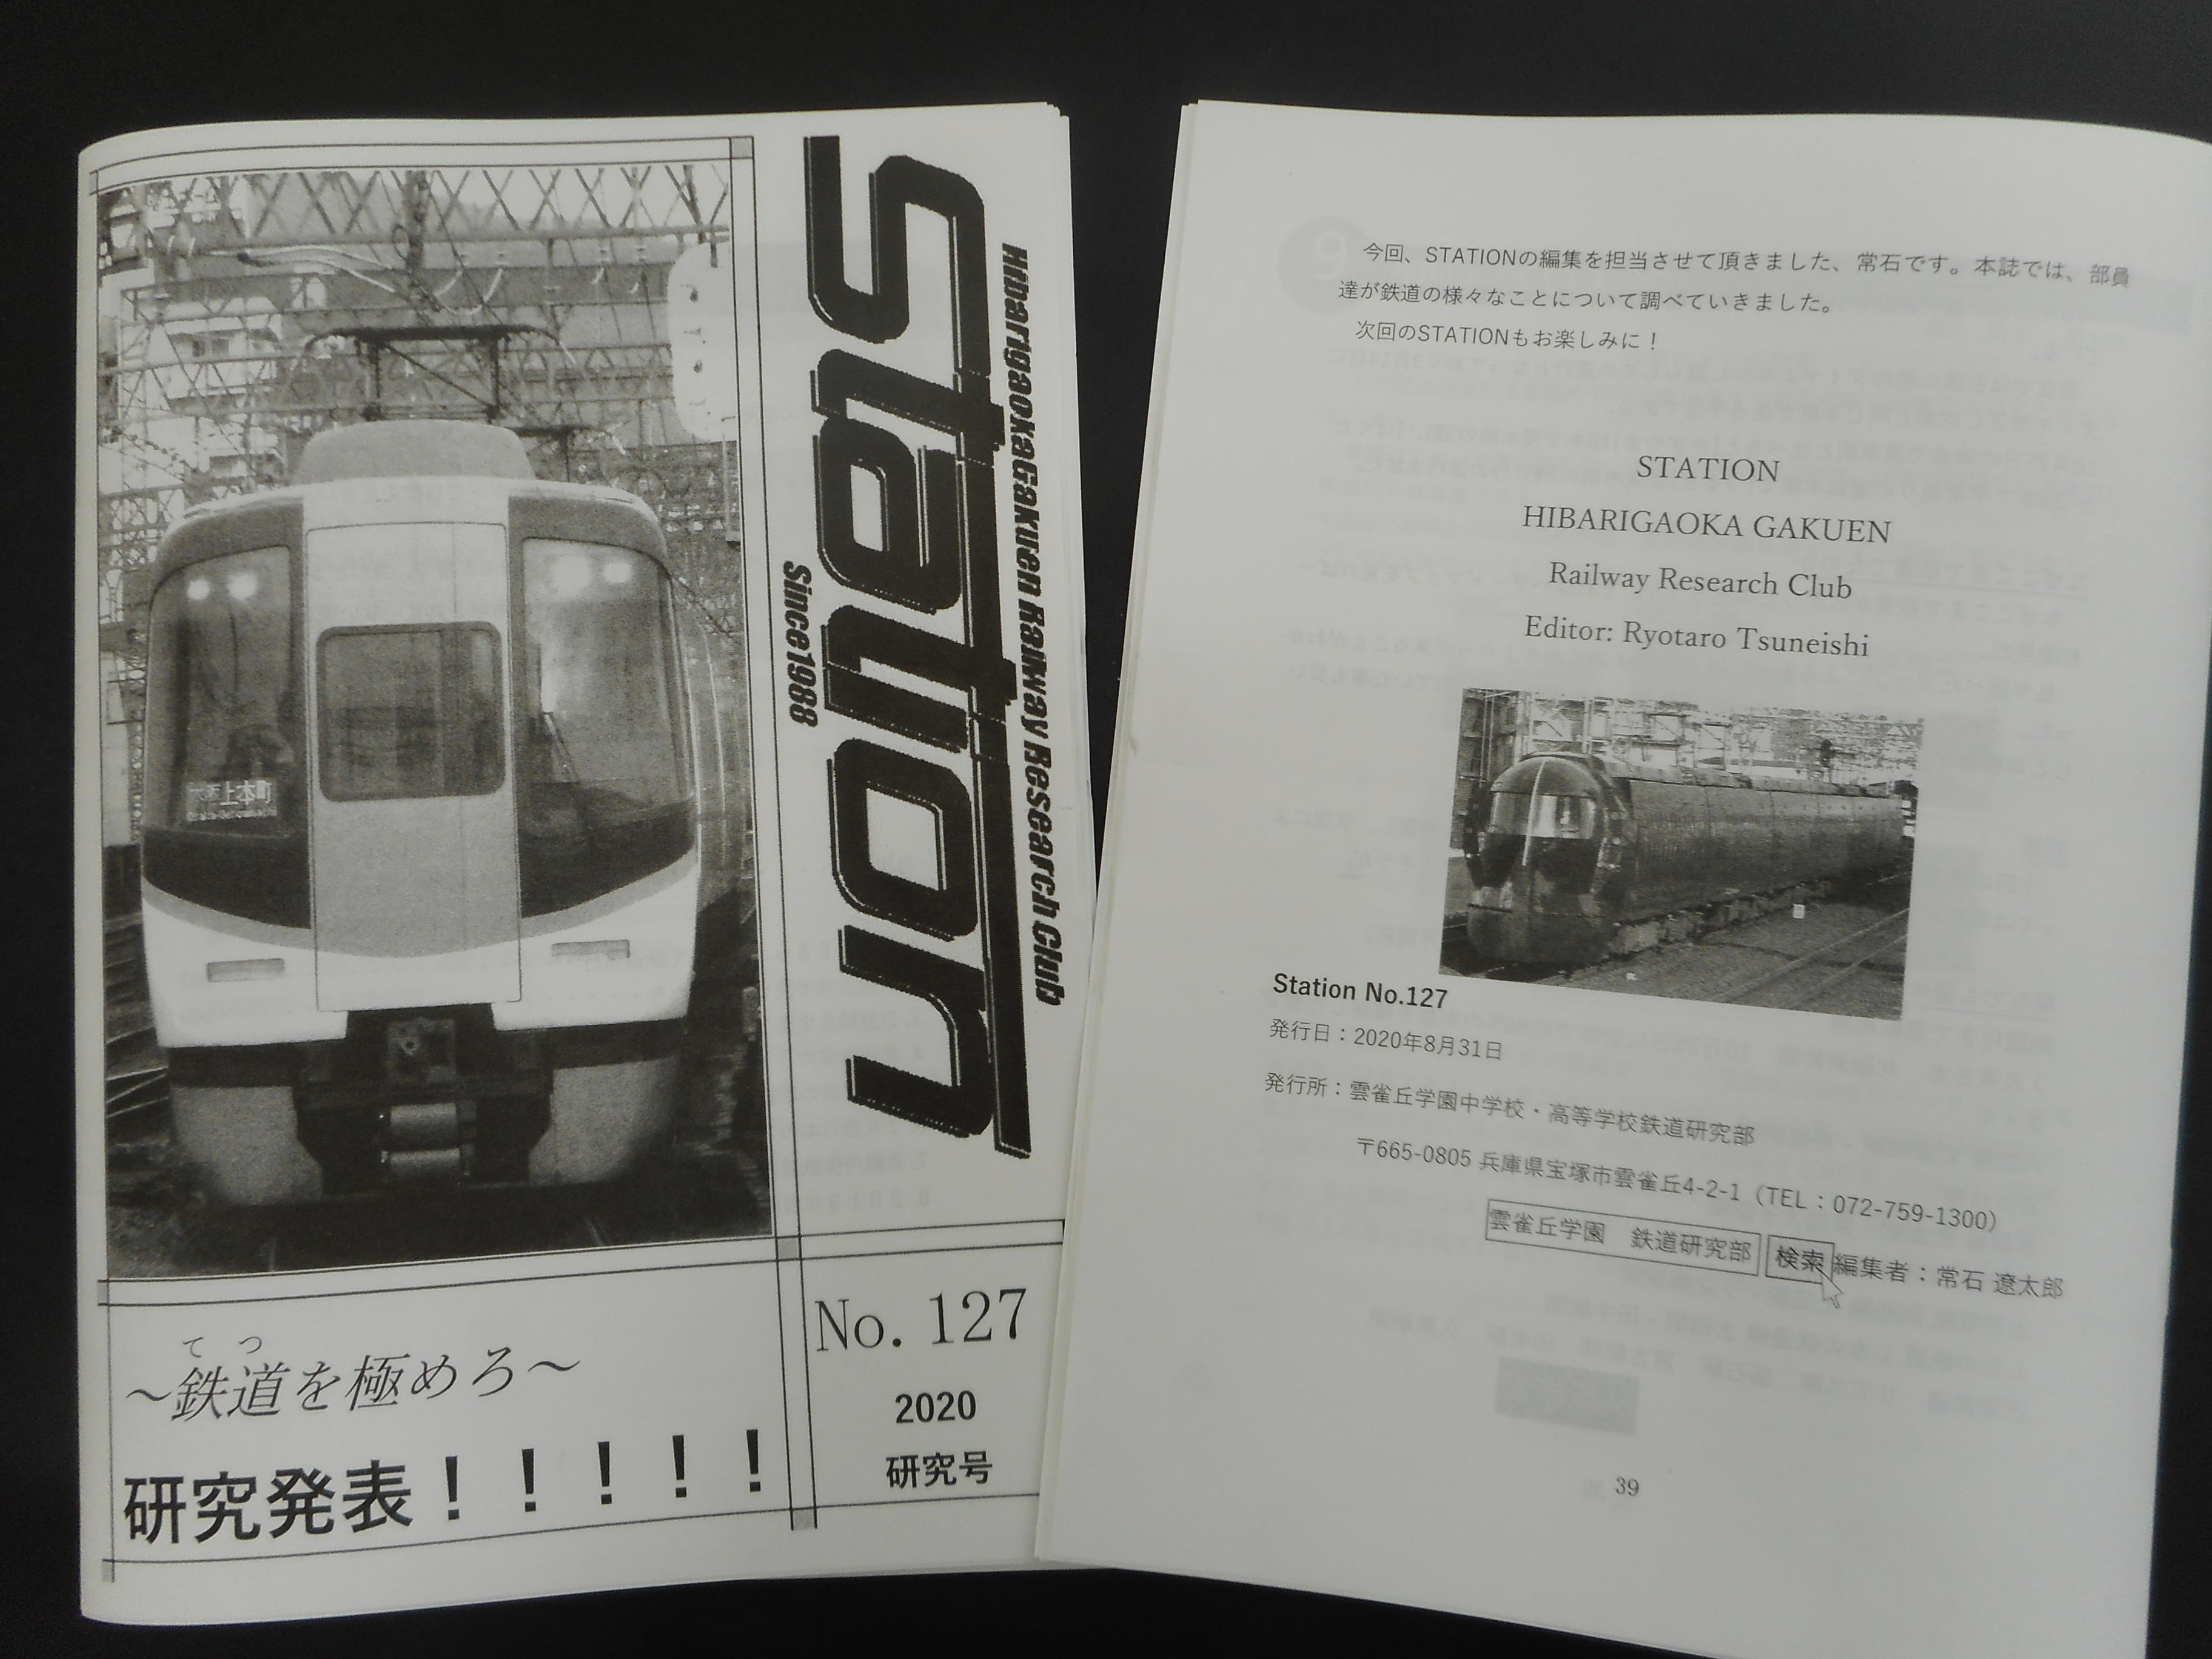 Station
HibarigaokaGakuen Railway Research Club
Since1988
上本町
てつ
～鉄道を極めろ～
研究発表！！！！！
No. 127
2020
研究号
今回、STATIONの編集を担当させて頂きました、常石です。本誌では、部員
達が鉄道の様々なことについて調べていきました。
次回のSTATIONもお楽しみに！
STATION
HIBARIGAOKA GAKUEN
Railway Research Club
Editor: Ryotaro Tsuneishi
Station No.127
発行日：2020年8月31日
発行所：雲雀丘学園中学校・高等学校鉄道研究部
〒665-0805 兵庫県宝塚市雲雀丘4-2-1（TEL：072-759-1300）
雲雀丘学園　鉄道研究部 検索 編集者：常石 遼太郎
39